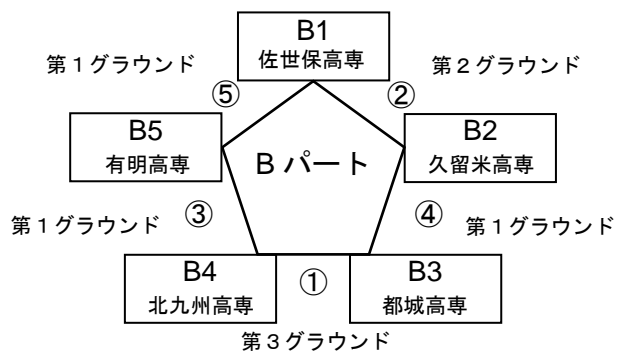 B1
佐世保高専
第１グラウンド
第２グラウンド
⑤
②
B5
有明高専
B パート
B2
久留米高専
第１グラウンド
③
④
第１グラウンド
B4
北九州高専
①
B3
都城高専
第３グラウンド